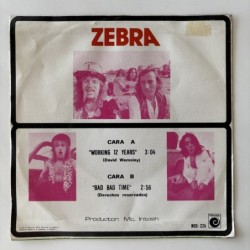 ZEBRA
CARA A
"WORKING 12 YEARS" 3:04
(David Wamsley)
CARA B
"BAD BAD TIME" 2:56
(Derechos reservados)
Production Mc. Intosh